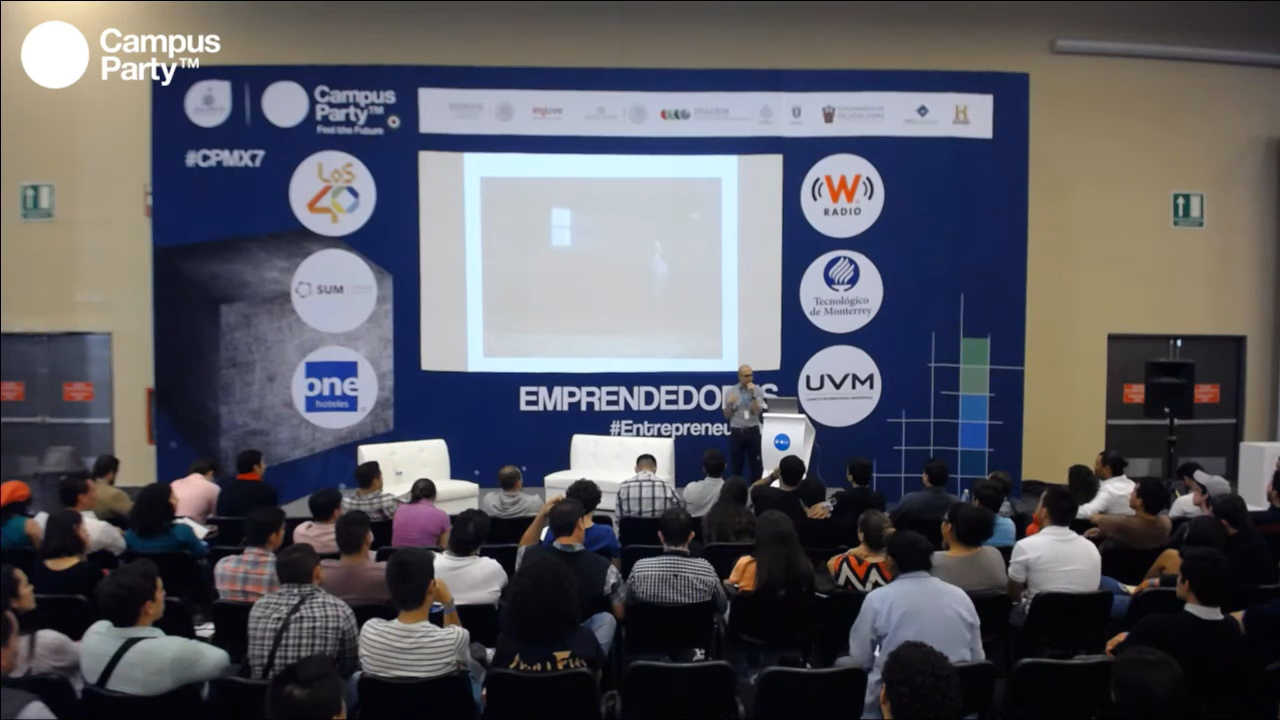 Campus
Party™
Campus
Party™
Feel the Future
#CPMX7
injuve
H
LOS
40
W
RADIO
SUM
Tecnológico
de Monterrey
one
hoteles
UVM
EMPRENDEDO
#Entrepreneu